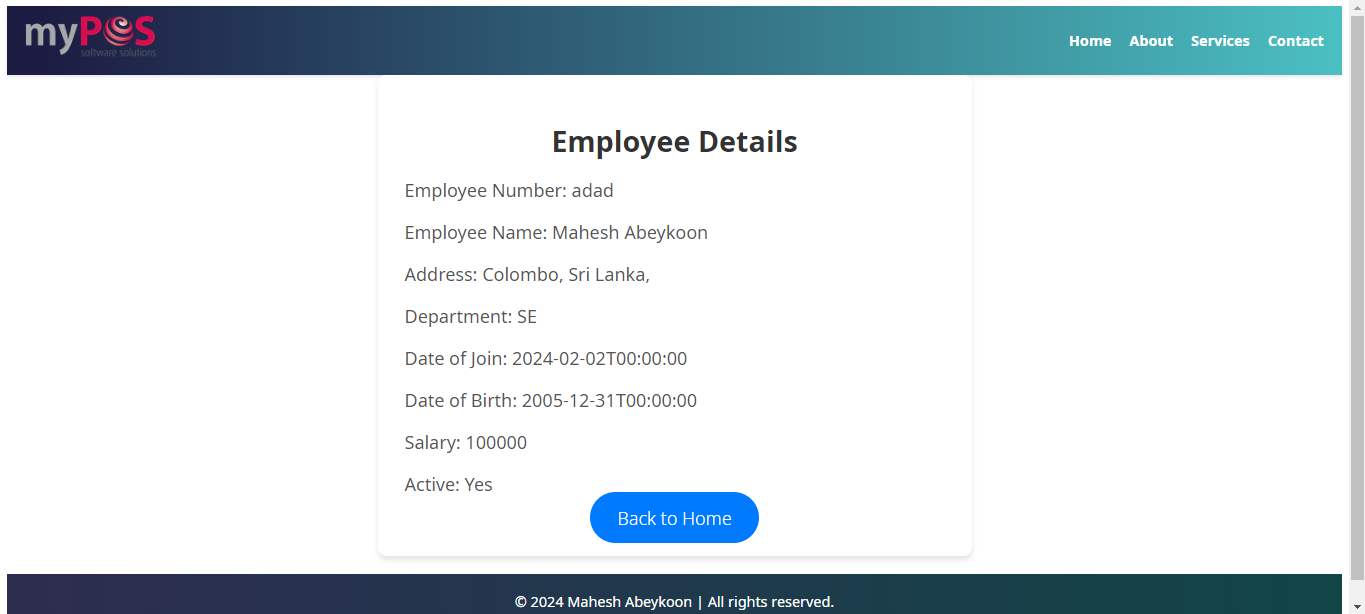 myPOS
software solutions
Home About Services Contact
Employee Details
Employee Number: adad
Employee Name: Mahesh Abeykoon
Address: Colombo, Sri Lanka,
Department: SE
Date of Join: 2024-02-02T00:00:00
Date of Birth: 2005-12-31T00:00:00
Salary: 100000
Active: Yes
Back to Home
© 2024 Mahesh Abeykoon | All rights reserved.